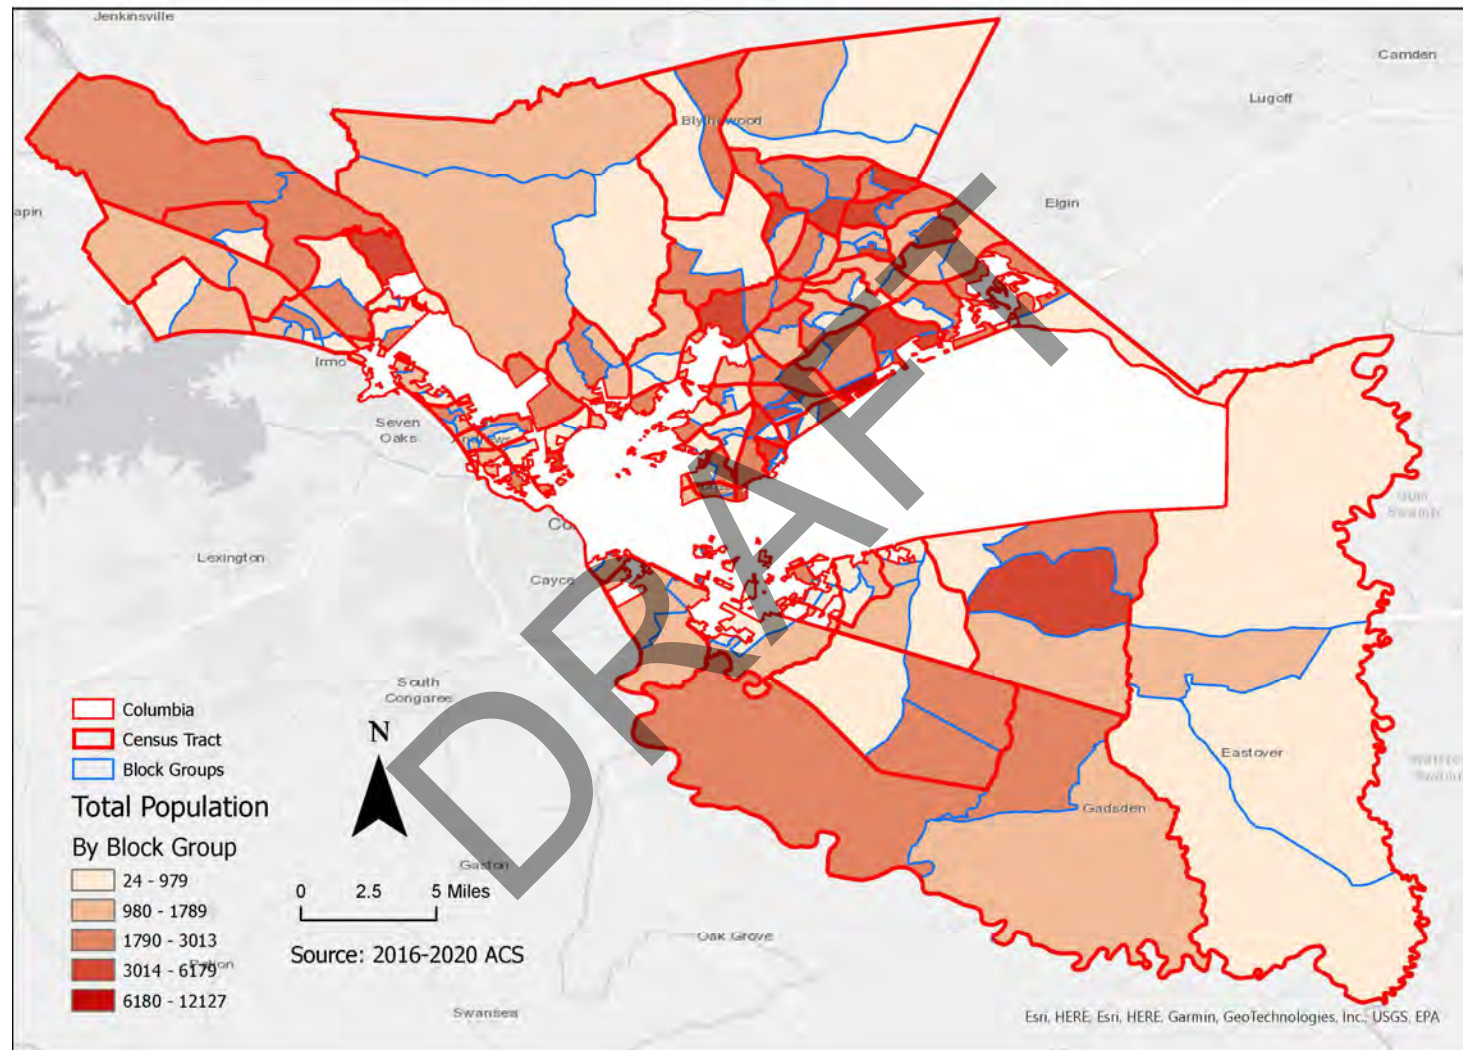 Jenkinsville
Camden
Lugoff
Blythewood
Elgin
apin
Irmo
Seven
Oaks
Andrews
Lexington
Co
Cayce
South
Congaree
Eastover
Gadsden
Gaston
Oak Grove
Swansea
N
Columbia
Census Tract
Block Groups
Total Population
By Block Group
24 - 979
980 - 1789
1790 - 3013
3014 - 6179
6180 - 12127
0 2.5 5 Miles
Source: 2016-2020 ACS
Esri, HERE, Esri, HERE, Garmin, GeoTechnologies, Inc., USGS, EPA
DRAFT